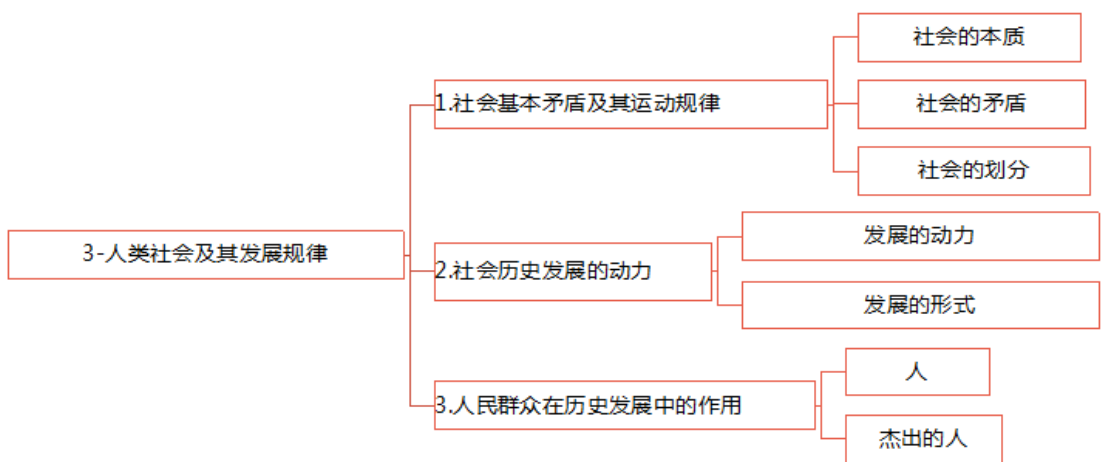 3-人类社会及其发展规律
1.社会基本矛盾及其运动规律
社会的本质
社会的矛盾
社会的划分
2.社会历史发展的动力
发展的动力
发展的形式
3.人民群众在历史发展中的作用
人
杰出的人